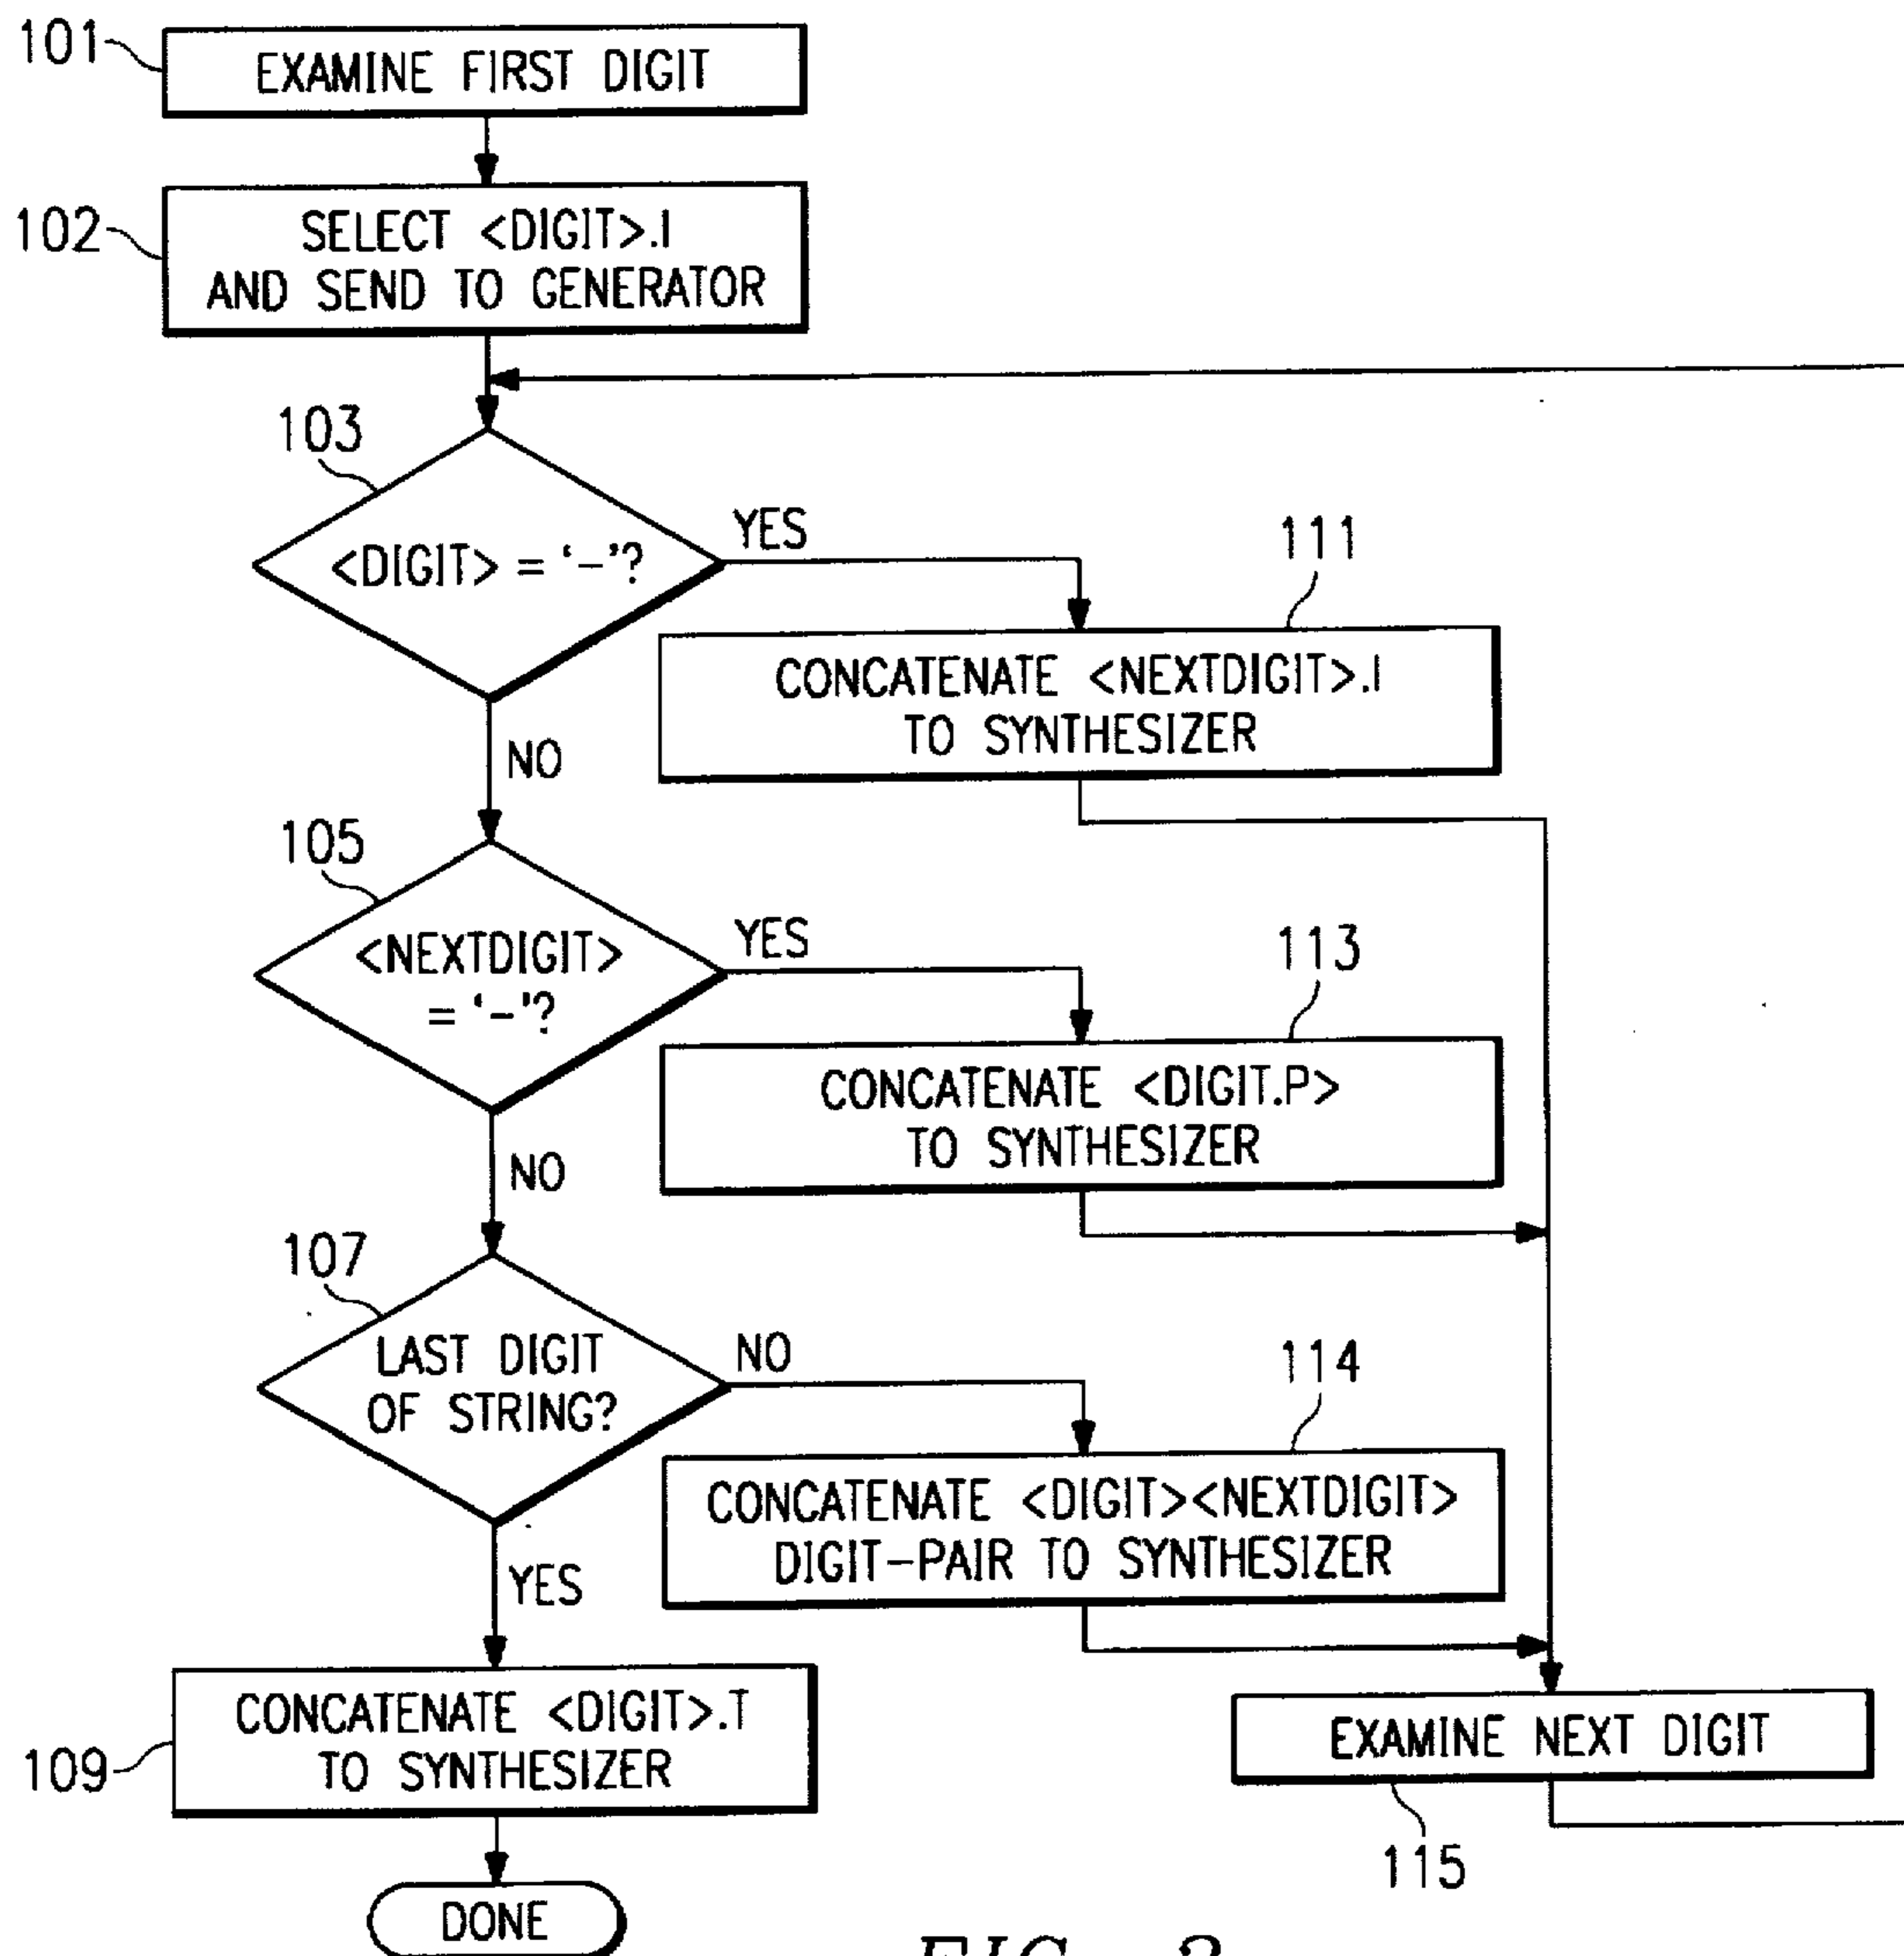 101
EXAMINE FIRST DIGIT
102
SELECT <DIGIT>.I
AND SEND TO GENERATOR
103
<DIGIT> = ‘–’?
YES
111
CONCATENATE <NEXTDIGIT>.I
TO SYNTHESIZER
NO
105
<NEXTDIGIT>
= ‘–’?
YES
113
CONCATENATE <DIGIT.P>
TO SYNTHESIZER
NO
107
LAST DIGIT
OF STRING?
NO
114
CONCATENATE <DIGIT><NEXTDIGIT>
DIGIT–PAIR TO SYNTHESIZER
YES
109
CONCATENATE <DIGIT>.T
TO SYNTHESIZER
EXAMINE NEXT DIGIT
115
DONE